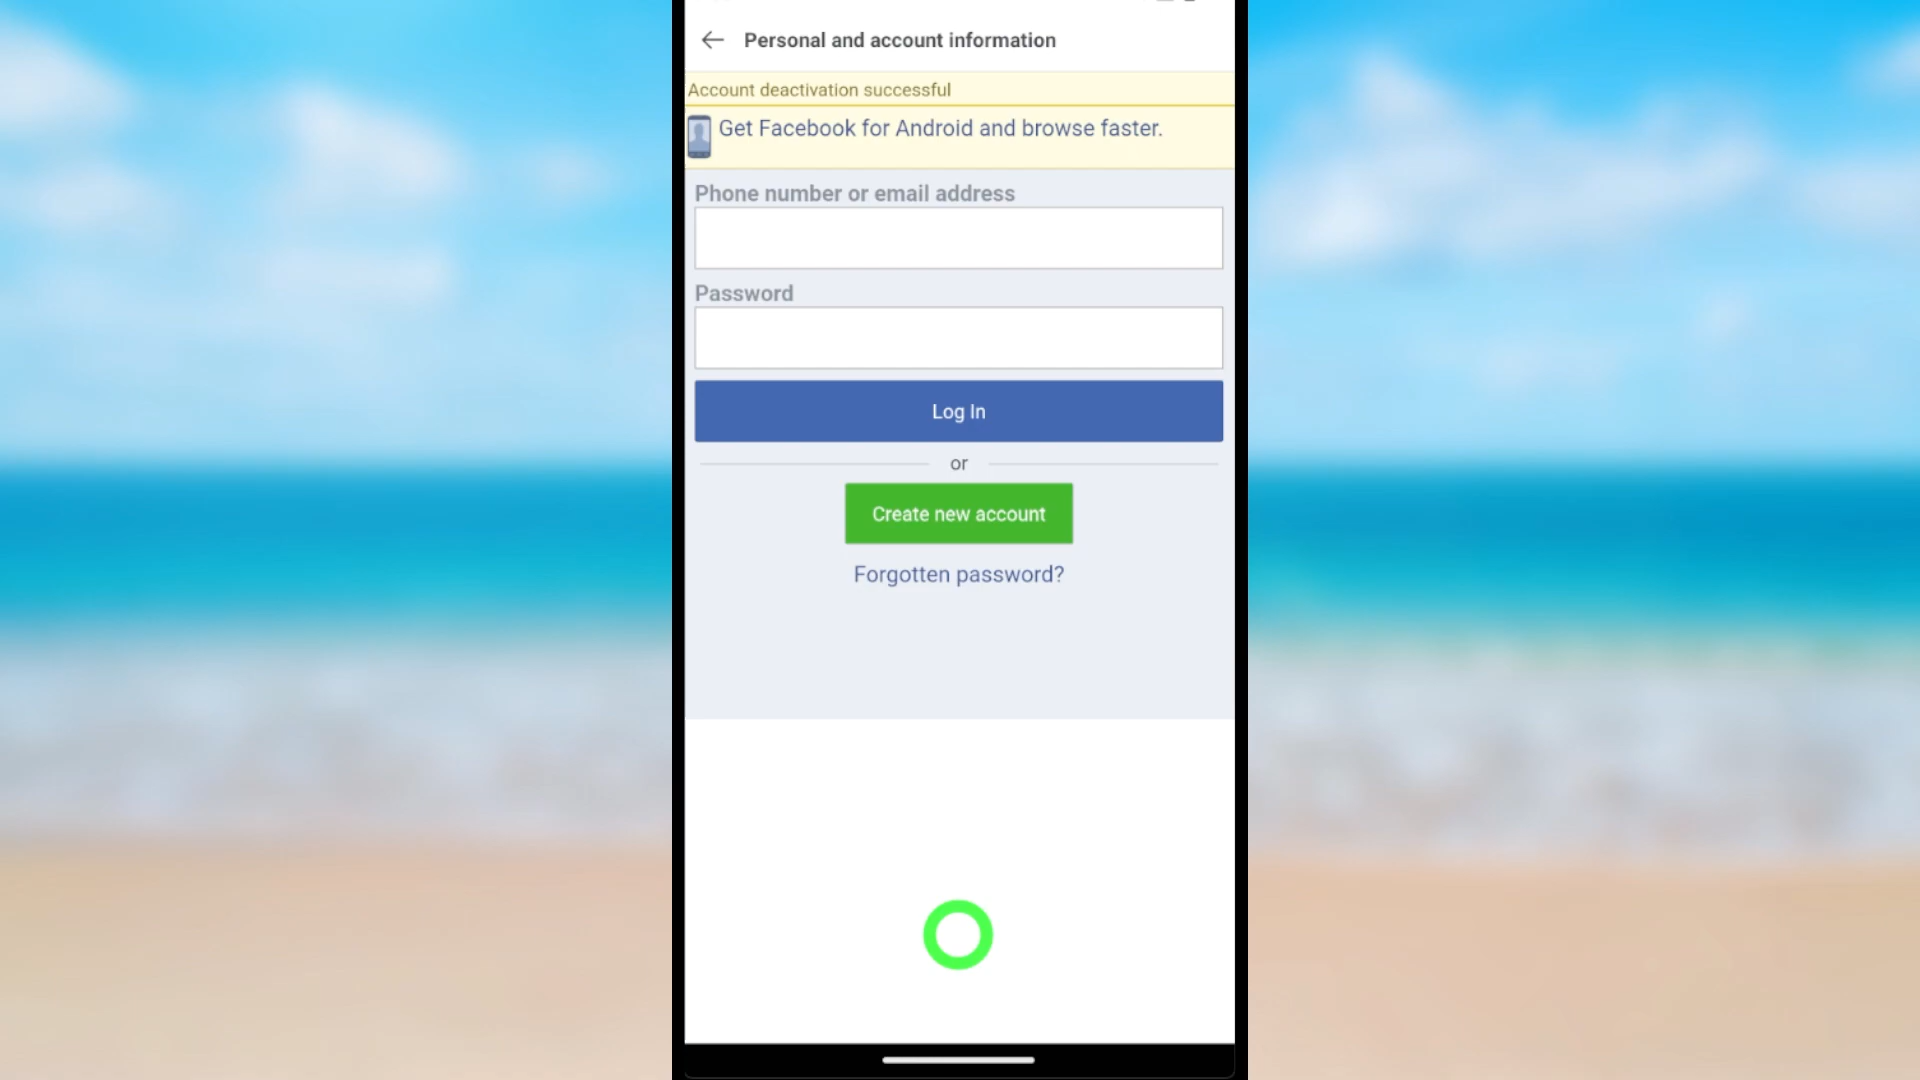 Personal and account information
Account deactivation successful
Get Facebook for Android and browse faster.
Phone number or email address
Password
Log In
or
Create new account
Forgotten password?